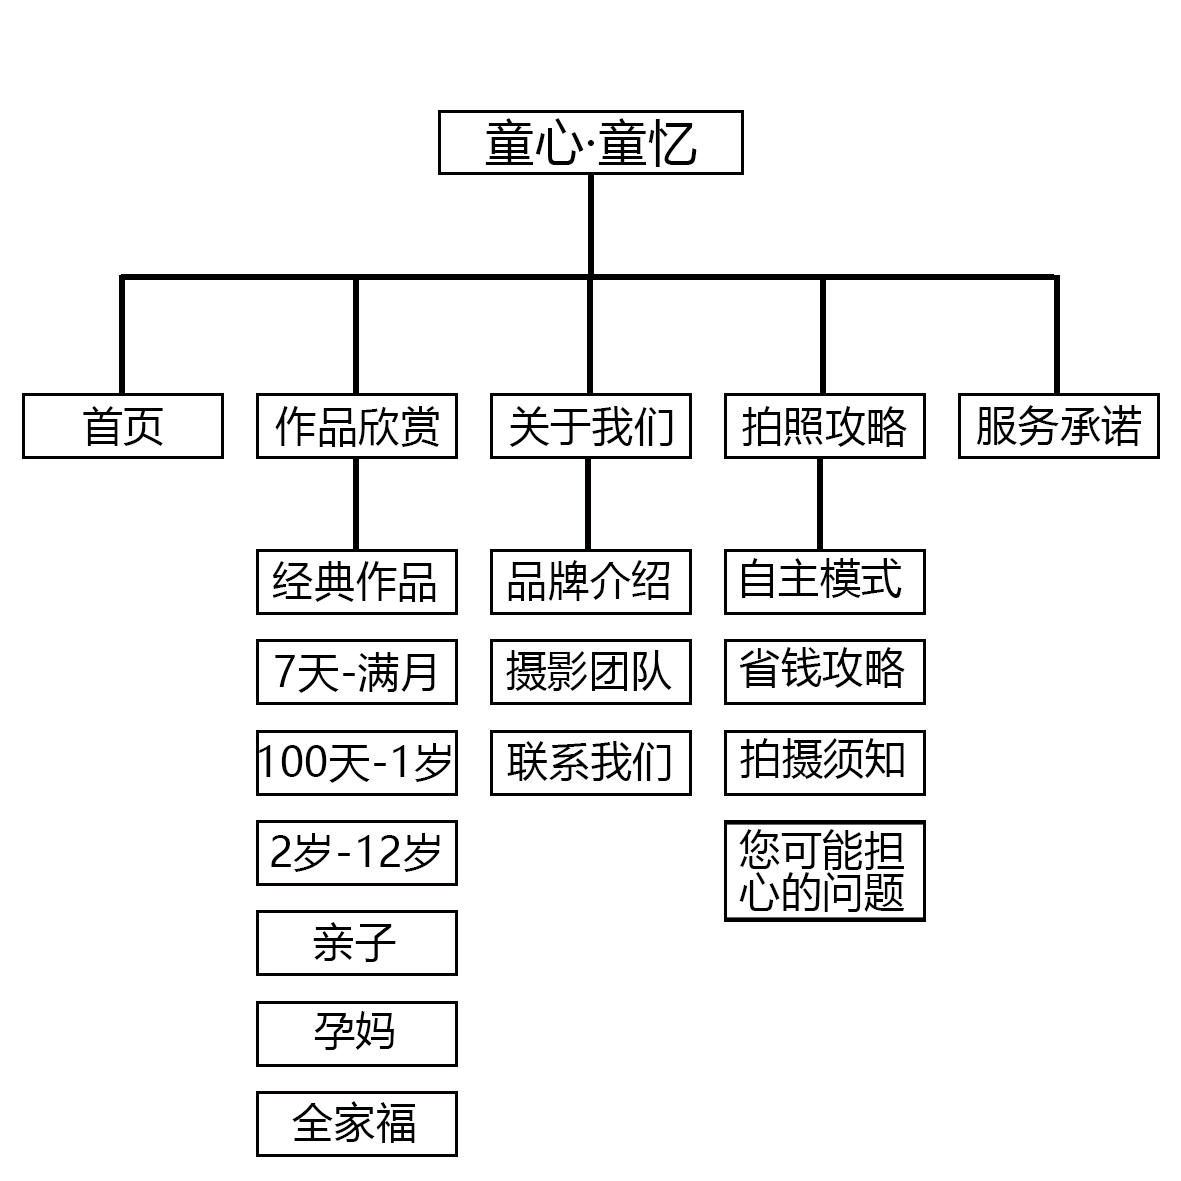 童心·童忆
首页
作品欣赏
关于我们
拍照攻略
服务承诺
经典作品
7天-满月
100天-1岁
2岁-12岁
亲子
孕妈
全家福
品牌介绍
摄影团队
联系我们
自主模式
省钱攻略
拍摄须知
您可能担
心的问题